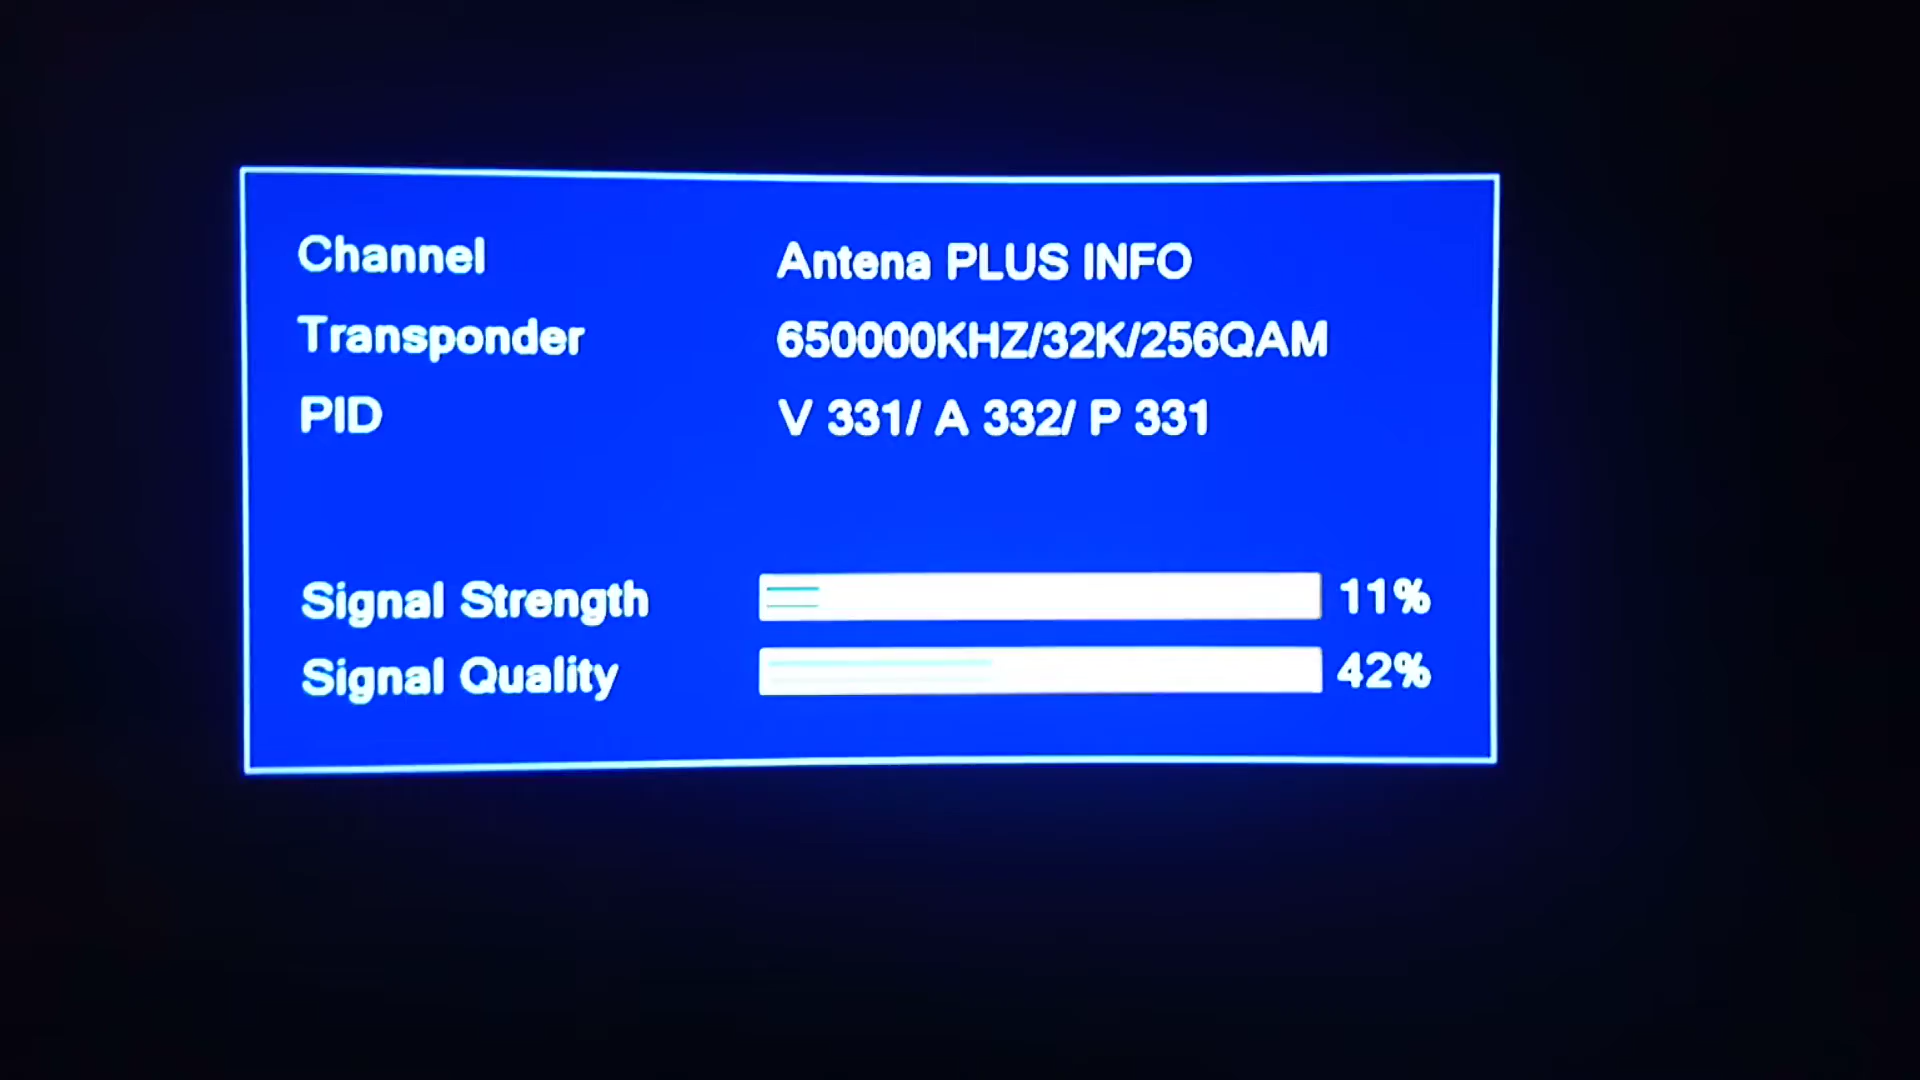 Channel Antena PLUS INFO
Transponder 650000KHZ/32K/256QAM
PID V 331/ A 332/ P 331
Signal Strength 11%
Signal Quality 42%